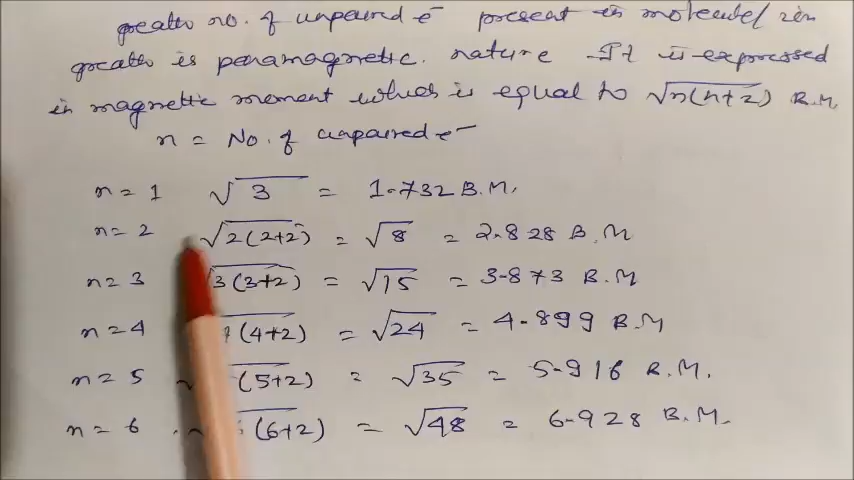 greater no. of unpaired e⁻ present in molecule/ion
greater is paramagnetic nature. It is expressed
in magnetic moment which is equal to √n(n+2) B.M.
n = No. of unpaired e⁻
n = 1 √3 = 1.732 B.M.
n = 2 √2(2+2) = √8 = 2.828 B.M
n = 3 √3(3+2) = √15 = 3.873 B.M
n = 4 (4+2) = √24 = 4.899 B.M
n = 5 (5+2) = √35 = 5.916 B.M.
n = 6 (6+2) = √48 = 6.928 B.M.